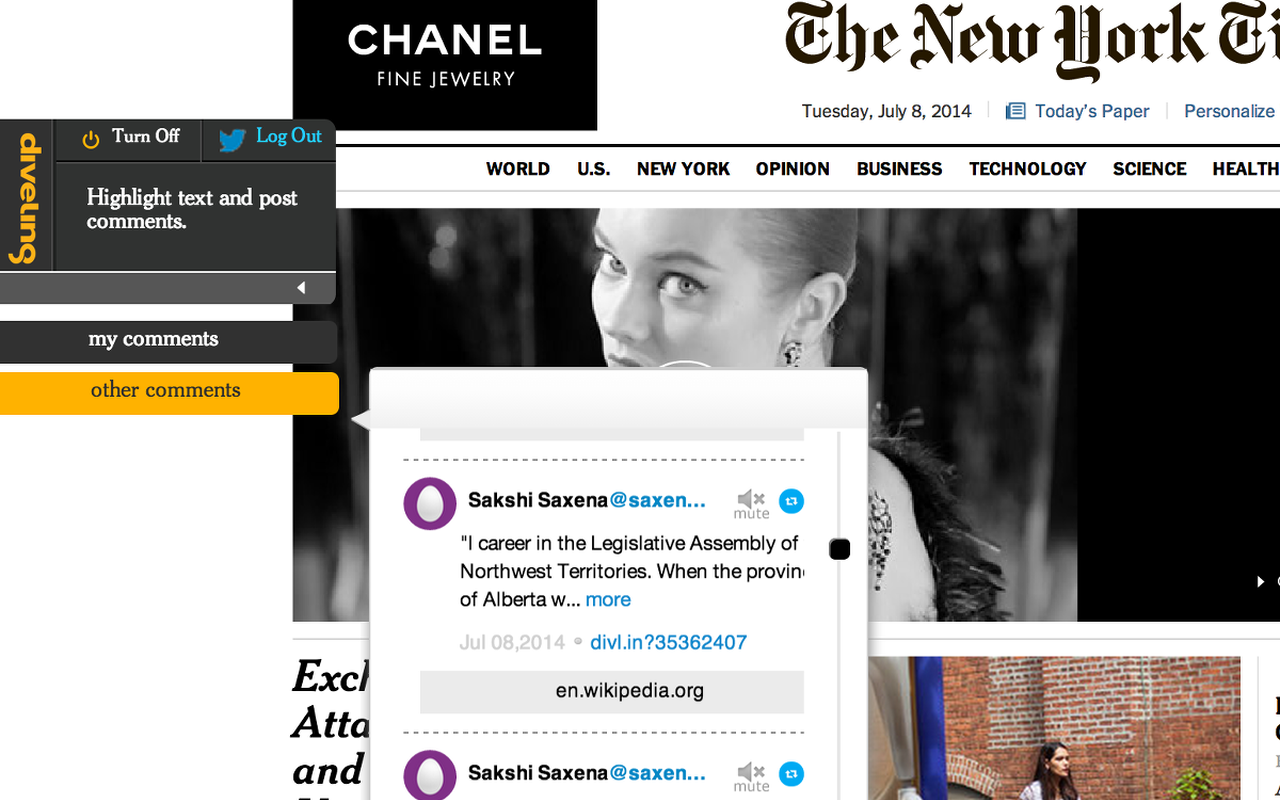 CHANEL
FINE JEWELRY
The New York
Tuesday, July 8, 2014
Today's Paper
Personalize
diveling
Turn Off
Log Out
WORLD U.S. NEW YORK OPINION BUSINESS TECHNOLOGY SCIENCE HEALTH
Highlight text and post
comments.
my comments
other comments
Sakshi Saxena@saxen...
mute
"I career in the Legislative Assembly of
Northwest Territories. When the
of Alberta w... more
Jul 08,2014 • divl.in?35362407
en.wikipedia.org
Atta
and
Sakshi Saxena@saxen...
mute